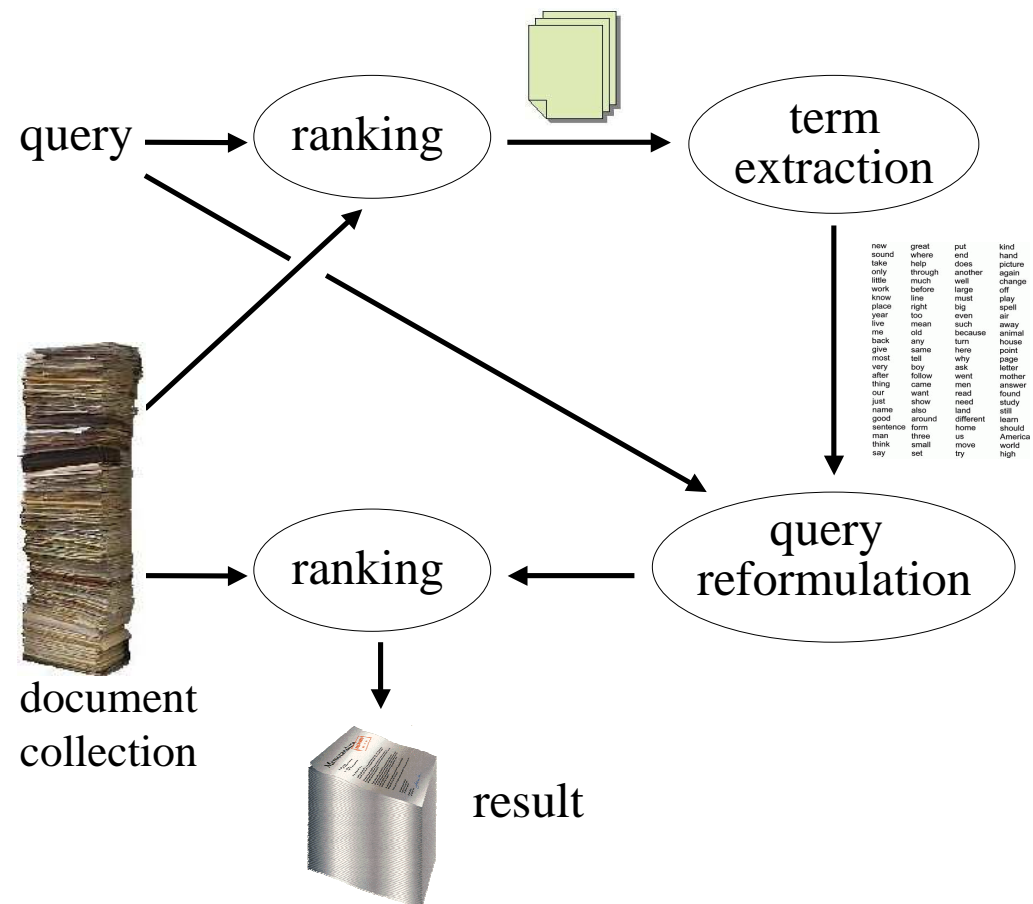 query
ranking
term
extraction
new great put kind
sound where end hand
take help does picture
only through another again
little much well change
work before large off
know line must play
place right big spell
year too even air
live mean such away
me old because animal
back any turn house
give same here point
most tell why page
very boy ask letter
after follow went mother
thing came men answer
our want read found
just show need study
name also land still
good around different learn
sentence form home should
man three us America
think small move world
say set try high
ranking
query
reformulation
document
collection
result